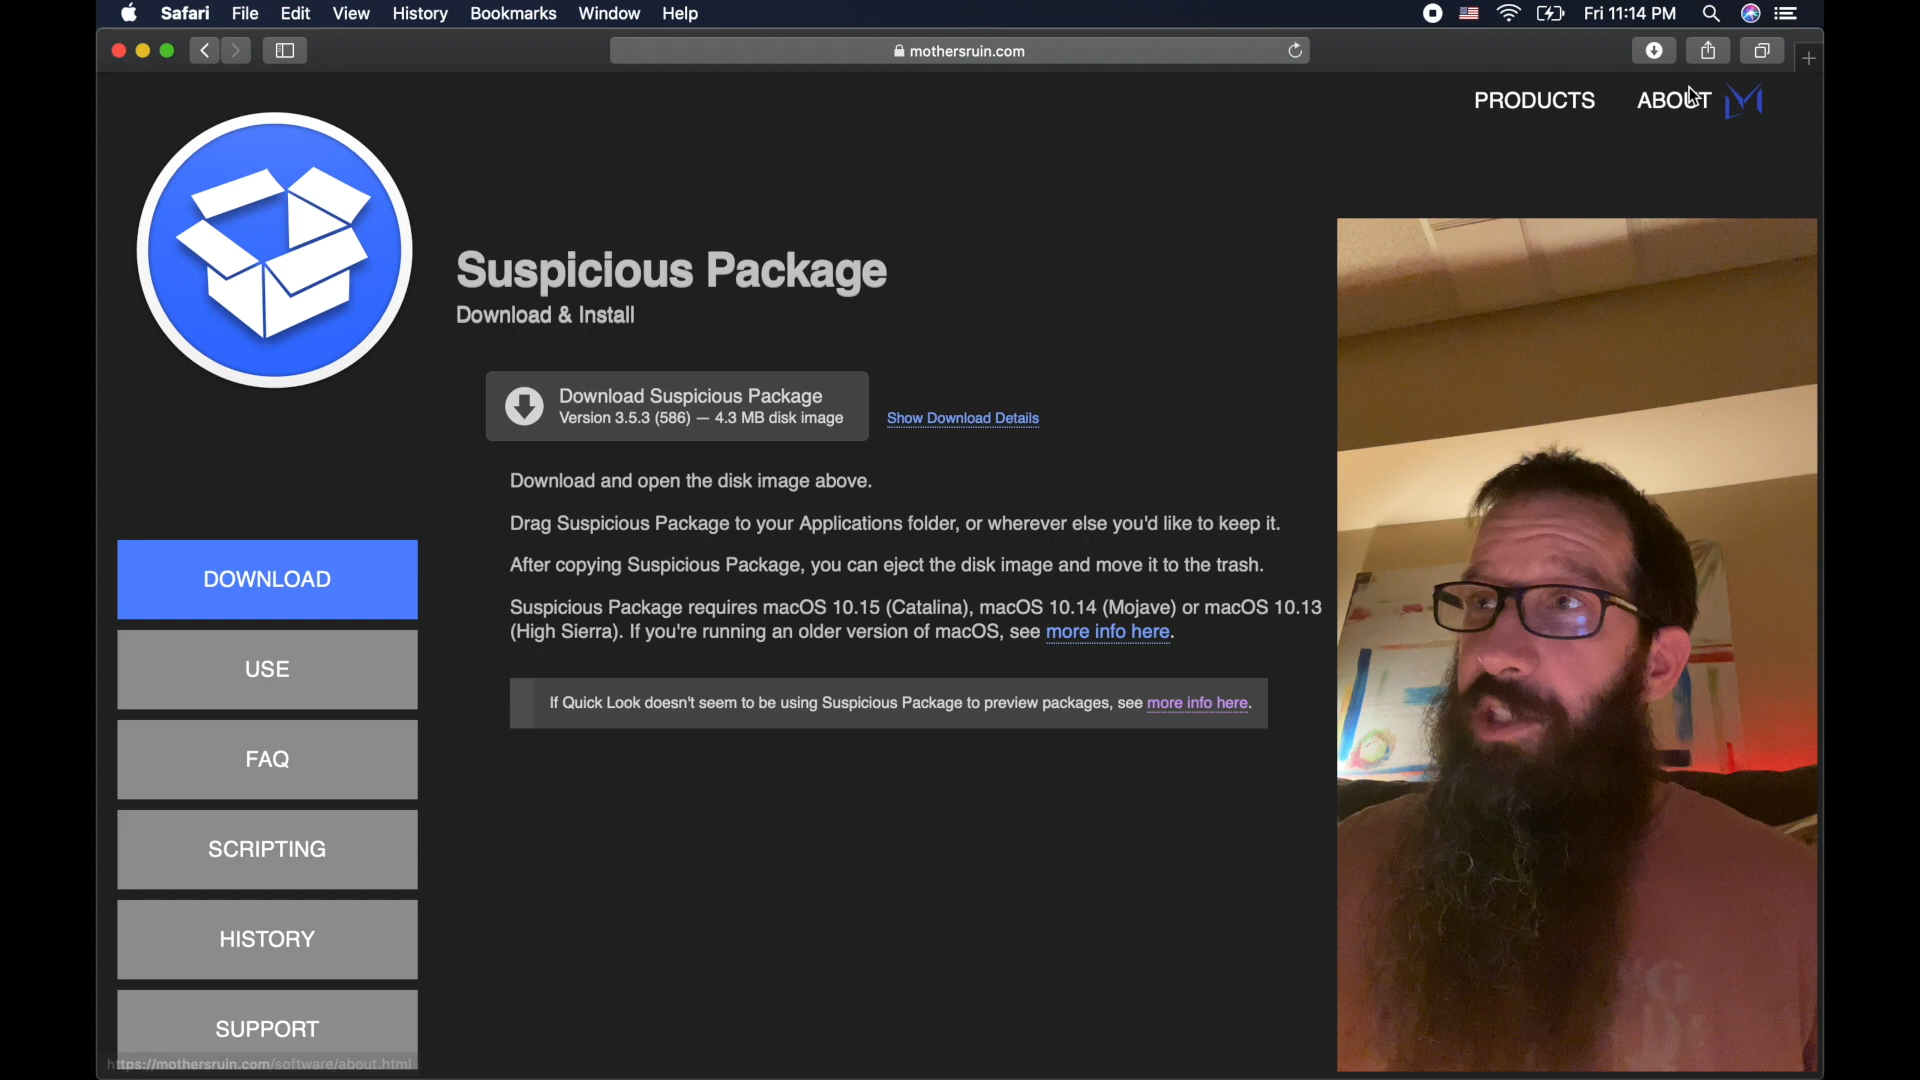 Safari File Edit View History Bookmarks Window Help
Fri 11:14 PM
mothersruin.com
PRODUCTS ABOUT
Suspicious Package
Download & Install
Download Suspicious Package
Version 3.5.3 (586) — 4.3 MB disk image
Show Download Details
Download and open the disk image above.
Drag Suspicious Package to your Applications folder, or wherever else you'd like to keep it.
After copying Suspicious Package, you can eject the disk image and move it to the trash.
Suspicious Package requires macOS 10.15 (Catalina), macOS 10.14 (Mojave) or macOS 10.13
(High Sierra). If you're running an older version of macOS, see more info here.
If Quick Look doesn't seem to be using Suspicious Package to preview packages, see more info here.
DOWNLOAD
USE
FAQ
SCRIPTING
HISTORY
SUPPORT
https://mothersruin.com/software/about.html